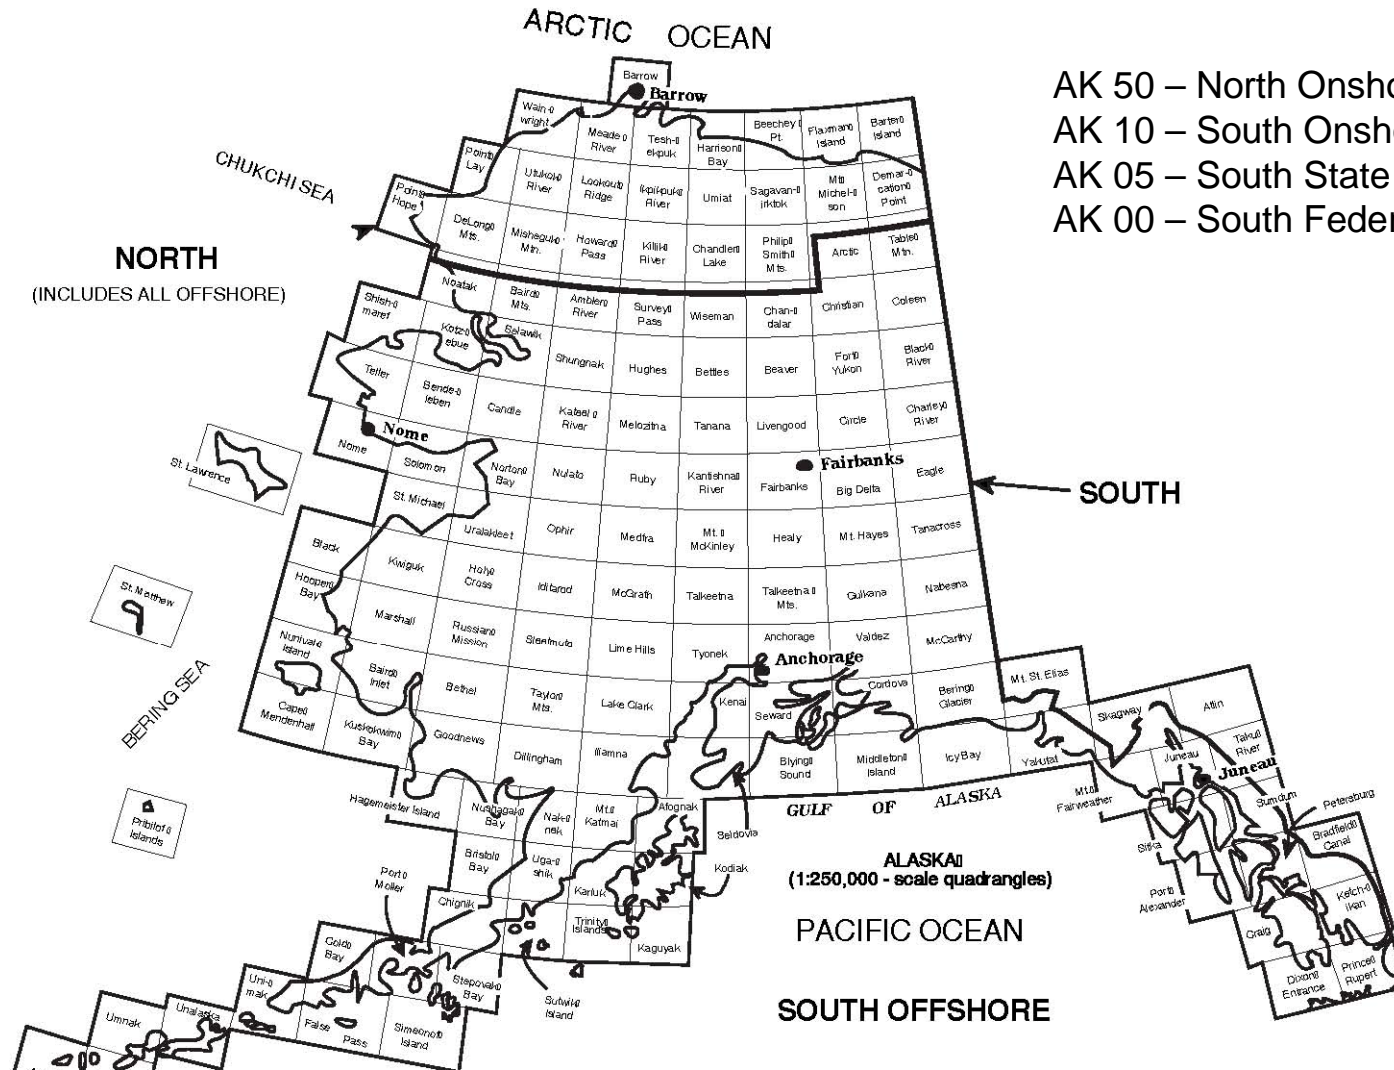 ARCTIC OCEAN
AK 50 – North Onsho
AK 10 – South Onsho
AK 05 – South State
AK 00 – South Feder
CHUKCHI SEA
NORTH
(INCLUDES ALL OFFSHORE)
Barrow
Barrow
Wain-
wright
Meade
River
Tesh-
ekpuk
Harrison
Bay
Beechey
Pt.
Flaxman
Island
Barter
Island
Point
Lay
Utukok
River
Lookout
Ridge
Ikpikpuk
River
Umiat
Sagavan-
irktok
Mt
Michel-
son
Demar-
cation
Point
Point
Hope
DeLong
Mts.
Misheguk
Mtn.
Howard
Pass
Killik
River
Chandler
Lake
Philip
Smith
Mts.
Arctic
Table
Mtn.
Noatak
Baird
Mts.
Ambler
River
Survey
Pass
Wiseman
Chan-
dalar
Christian
Coleen
Shish-
maref
Kotz-
ebue
Selawik
Shungnak
Hughes
Bettles
Beaver
Fort
Yukon
Black
River
Teller
Bende-
leben
Candle
Kateel
River
Melozitna
Tanana
Livengood
Circle
Charley
River
Nome
Nome
Solomon
Norton
Bay
Nulato
Ruby
Kantishna
River
Fairbanks
Fairbanks
Big Delta
Eagle
SOUTH
St. Lawrence
St. Michael
Unalakleet
Ophir
Medfra
Mt.
McKinley
Healy
Mt. Hayes
Tanacross
Black
Kwiguk
Holy
Cross
Iditarod
McGrath
Talkeetna
Talkeetna
Mts.
Gulkana
Nabesna
St. Matthew
Hooper
Bay
Marshall
Russian
Mission
Sleetmute
Lime Hills
Tyonek
Anchorage
Anchorage
Valdez
McCarthy
BERING SEA
Nunivak
Island
Baird
Inlet
Bethel
Taylor
Mts.
Lake Clark
Kenai
Seward
Cordova
Bering
Glacier
Mt. St. Elias
Cape
Mendenhall
Kuskokwim
Bay
Goodnews
Dillingham
Iliamna
Seldovia
Blying
Sound
Middleton
Island
Icy Bay
Yakutat
Skagway
Atlin
Mt.
Fairweather
Juneau
Juneau
Taku
River
Pribilof
Islands
Hagemeister Island
Nushagak
Bay
Nak-
nek
Mt.
Katmai
Afognak
GULF OF ALASKA
Sitka
Sumdum
Petersburg
Bradfield
Canal
Bristol
Bay
Uga-
shik
Karluk
Kodiak
ALASKA
(1:250,000 - scale quadrangles)
Port
Moller
Chignik
Trinity
Islands
Kaguyak
PACIFIC OCEAN
Port
Alexander
Craig
Ketch-
ikan
Cold
Bay
Stepovak
Bay
Sutwik
Island
SOUTH OFFSHORE
Dixon
Entrance
Prince
Rupert
Uni-
mak
False
Pass
Simeonof
Island
Umnak
Unalaska